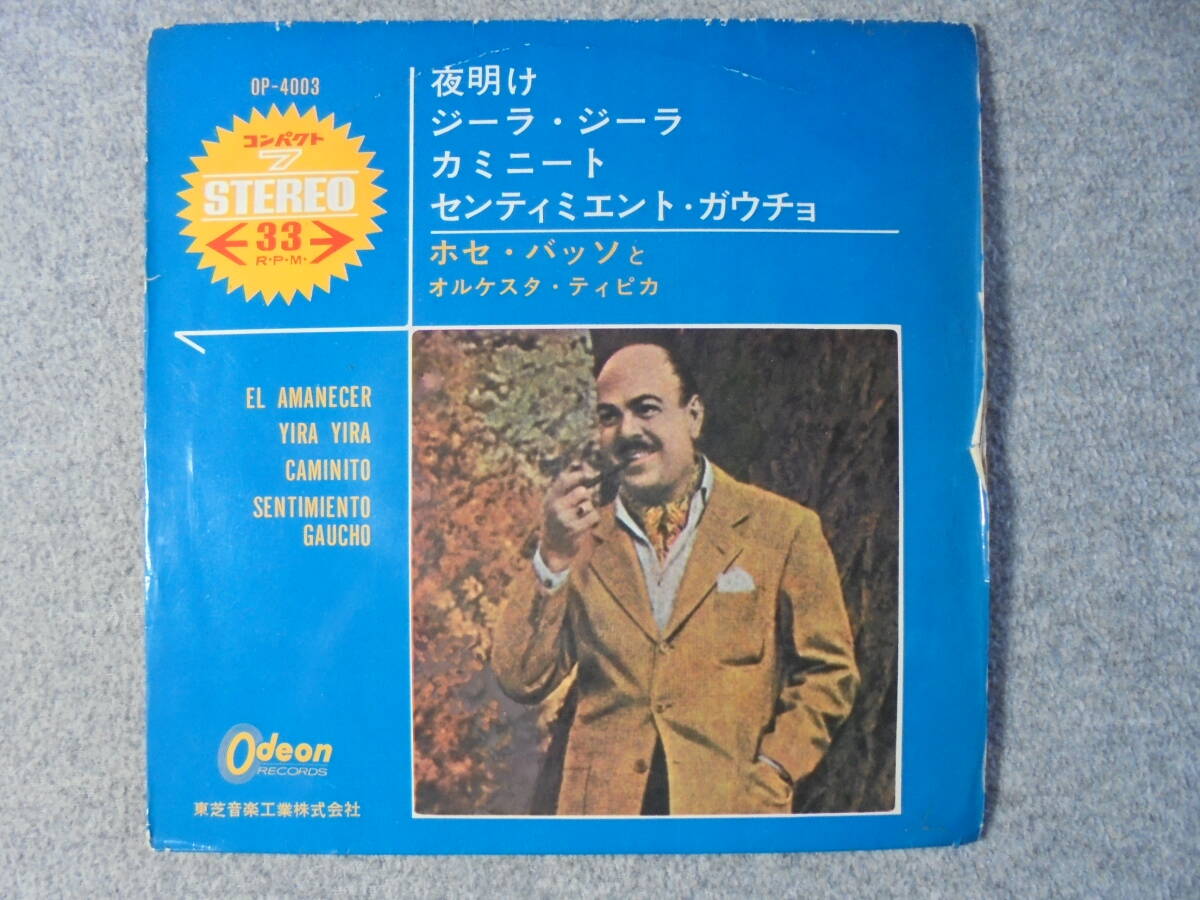 OP-4003
コンパクト
7
STEREO
33
R·P·M·
夜明け
ジーラ・ジーラ
カミニート
センティミエント・ガウチョ
ホセ・バッソと
オルケスタ・ティピカ
EL AMANECER
YIRA YIRA
CAMINITO
SENTIMIENTO
GAUCHO
Odeon
RECORDS
東芝音楽工業株式会社